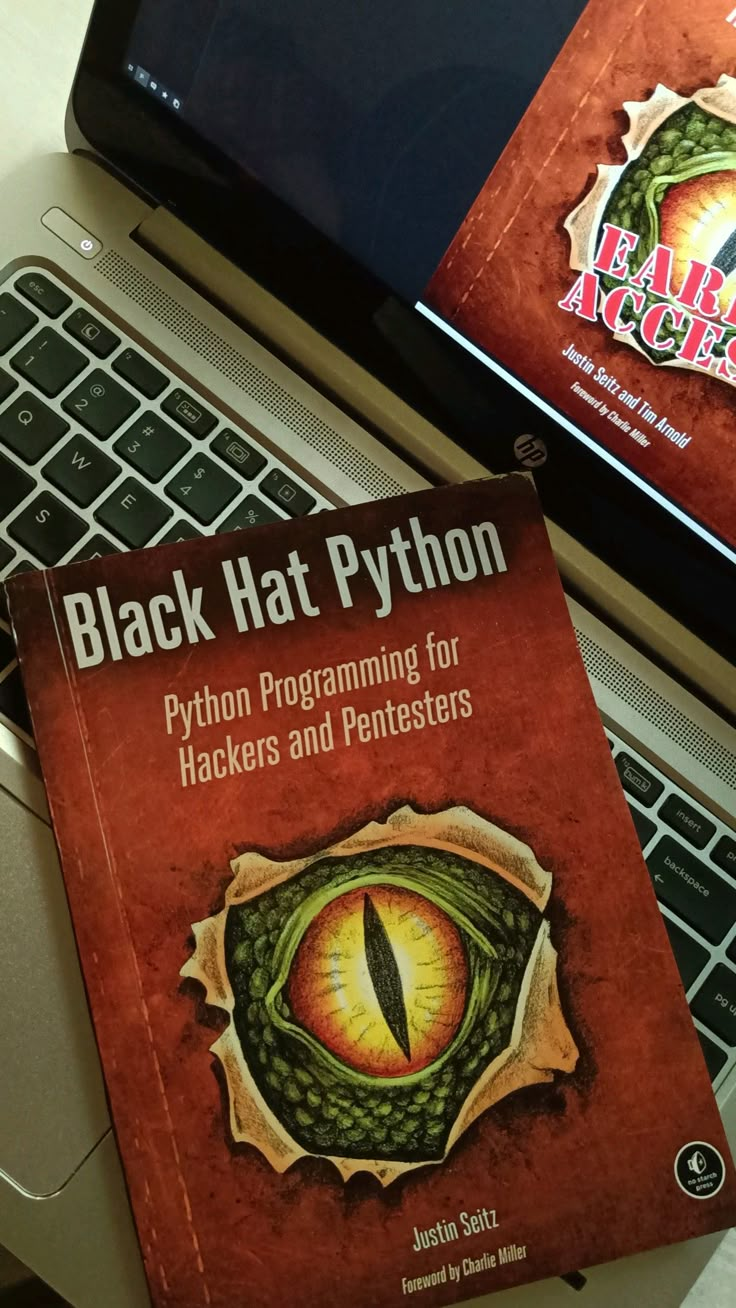 EAR
ACCES
Justin Seitz and Tim Arnold
Foreword by Charlie Miller
hp
esc
!
1
@
2
#
3
$
4
%
Q
W
E
S
insert
backspace
pg up
Black Hat Python
Python Programming for
Hackers and Pentesters
Justin Seitz
Foreword by Charlie Miller
no starch
press